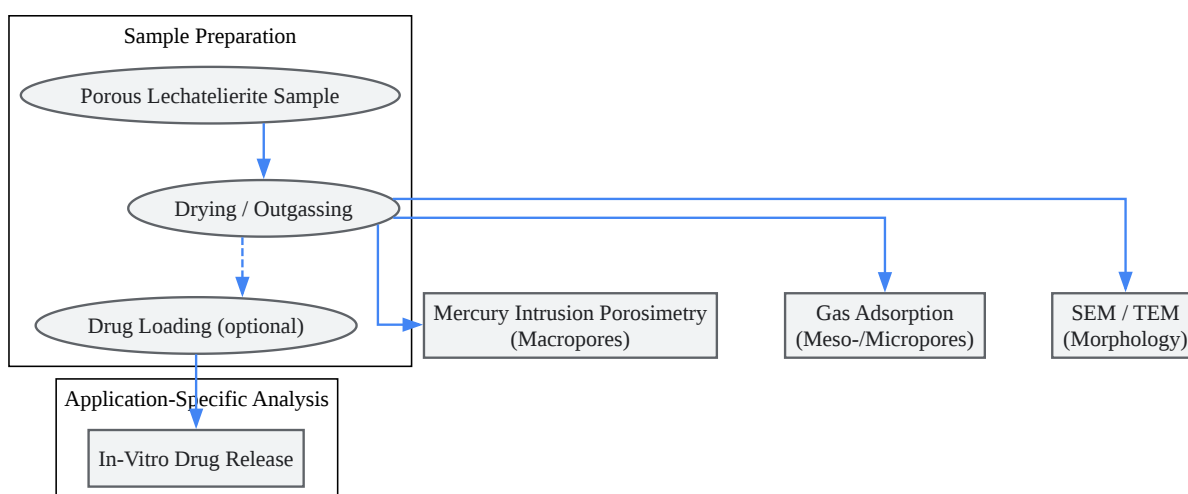 Sample Preparation
Porous Lechatelierite Sample
Drying / Outgassing
Drug Loading (optional)
Mercury Intrusion Porosimetry
(Macropores)
Gas Adsorption
(Meso-/Micropores)
SEM / TEM
(Morphology)
Application-Specific Analysis
In-Vitro Drug Release